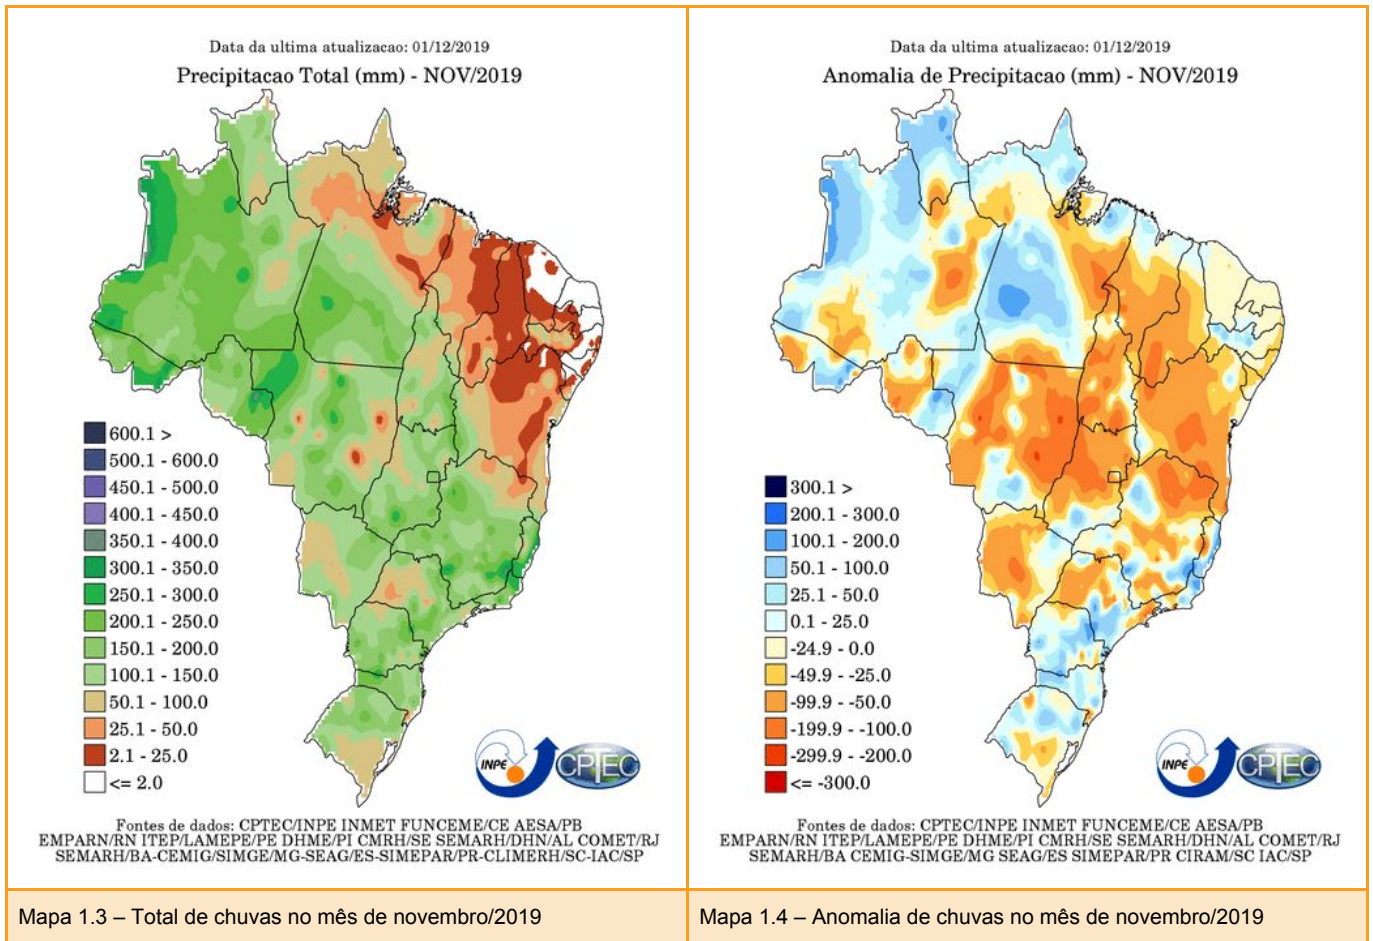 Data da ultima atualizacao: 01/12/2019
Precipitacao Total (mm) - NOV/2019
600.1 >
500.1 - 600.0
450.1 - 500.0
400.1 - 450.0
350.1 - 400.0
300.1 - 350.0
250.1 - 300.0
200.1 - 250.0
150.1 - 200.0
100.1 - 150.0
50.1 - 100.0
25.1 - 50.0
2.1 - 25.0
<= 2.0
INPE
CPTEC
Fontes de dados: CPTEC/INPE INMET FUNCEME/CE AESA/PB
EMPARN/RN ITEP/LAMEPE/PE DHME/PI CMRH/SE SEMARH/DHN/AL COMET/RJ
SEMARH/BA-CEMIG/SIMGE/MG-SEAG/ES-SIMEPAR/PR-CLIMERH/SC-IAC/SP
Mapa 1.3 – Total de chuvas no mês de novembro/2019
Data da ultima atualizacao: 01/12/2019
Anomalia de Precipitacao (mm) - NOV/2019
300.1 >
200.1 - 300.0
100.1 - 200.0
50.1 - 100.0
25.1 - 50.0
0.1 - 25.0
-24.9 - 0.0
-49.9 - -25.0
-99.9 - -50.0
-199.9 - -100.0
-299.9 - -200.0
<= -300.0
INPE
CPTEC
Fontes de dados: CPTEC/INPE INMET FUNCEME/CE AESA/PB
EMPARN/RN ITEP/LAMEPE/PE DHME/PI CMRH/SE SEMARH/DHN/AL COMET/RJ
SEMARH/BA CEMIG-SIMGE/MG SEAG/ES SIMEPAR/PR CIRAM/SC IAC/SP
Mapa 1.4 – Anomalia de chuvas no mês de novembro/2019